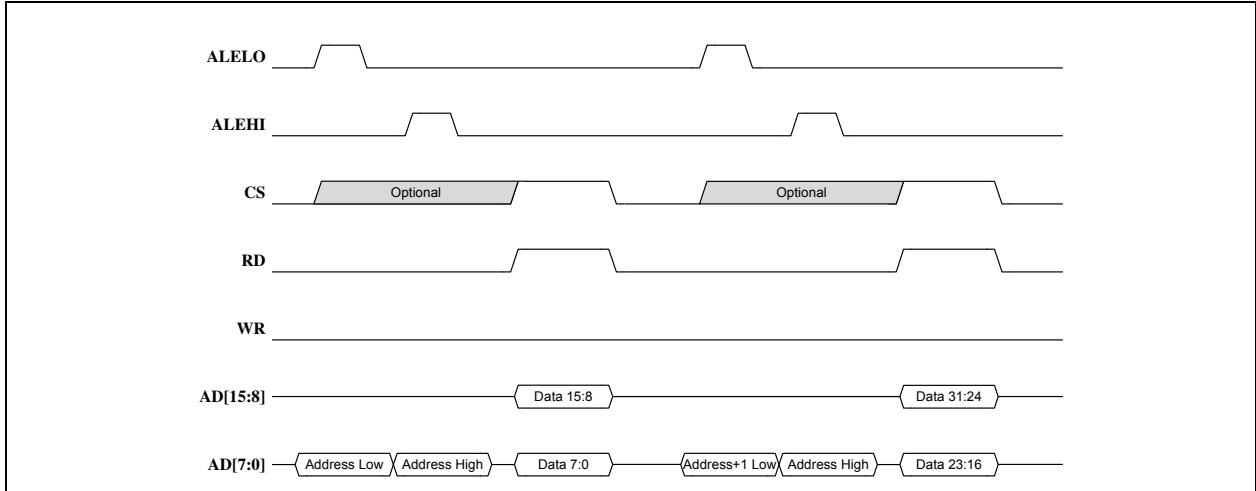 ALELO
ALEHI
CS Optional Optional
RD
WR
AD[15:8] Data 15:8 Data 31:24
AD[7:0] Address Low Address High Data 7:0 Address+1 Low Address High Data 23:16